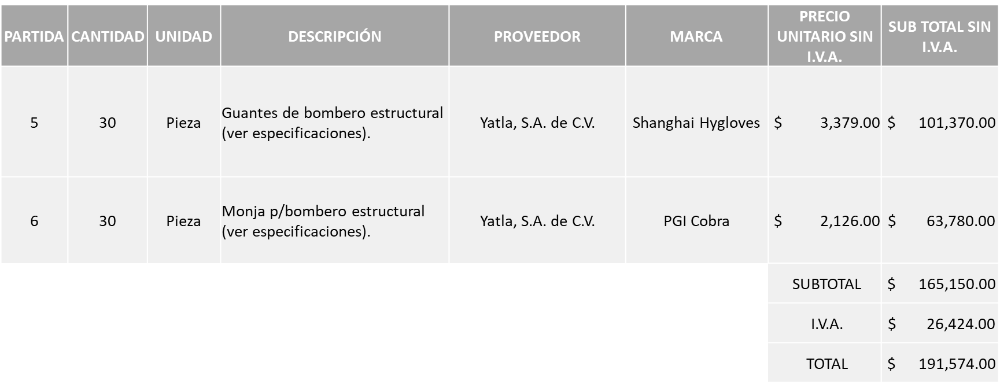 PARTIDA CANTIDAD UNIDAD DESCRIPCIÓN PROVEEDOR MARCA PRECIO UNITARIO SIN I.V.A. SUB TOTAL SIN I.V.A.
5 30 Pieza Guantes de bombero estructural (ver especificaciones). Yatla, S.A. de C.V. Shanghai Hygloves $ 3,379.00 $ 101,370.00
6 30 Pieza Monja p/bombero estructural (ver especificaciones). Yatla, S.A. de C.V. PGI Cobra $ 2,126.00 $ 63,780.00
SUBTOTAL $ 165,150.00
I.V.A. $ 26,424.00
TOTAL $ 191,574.00